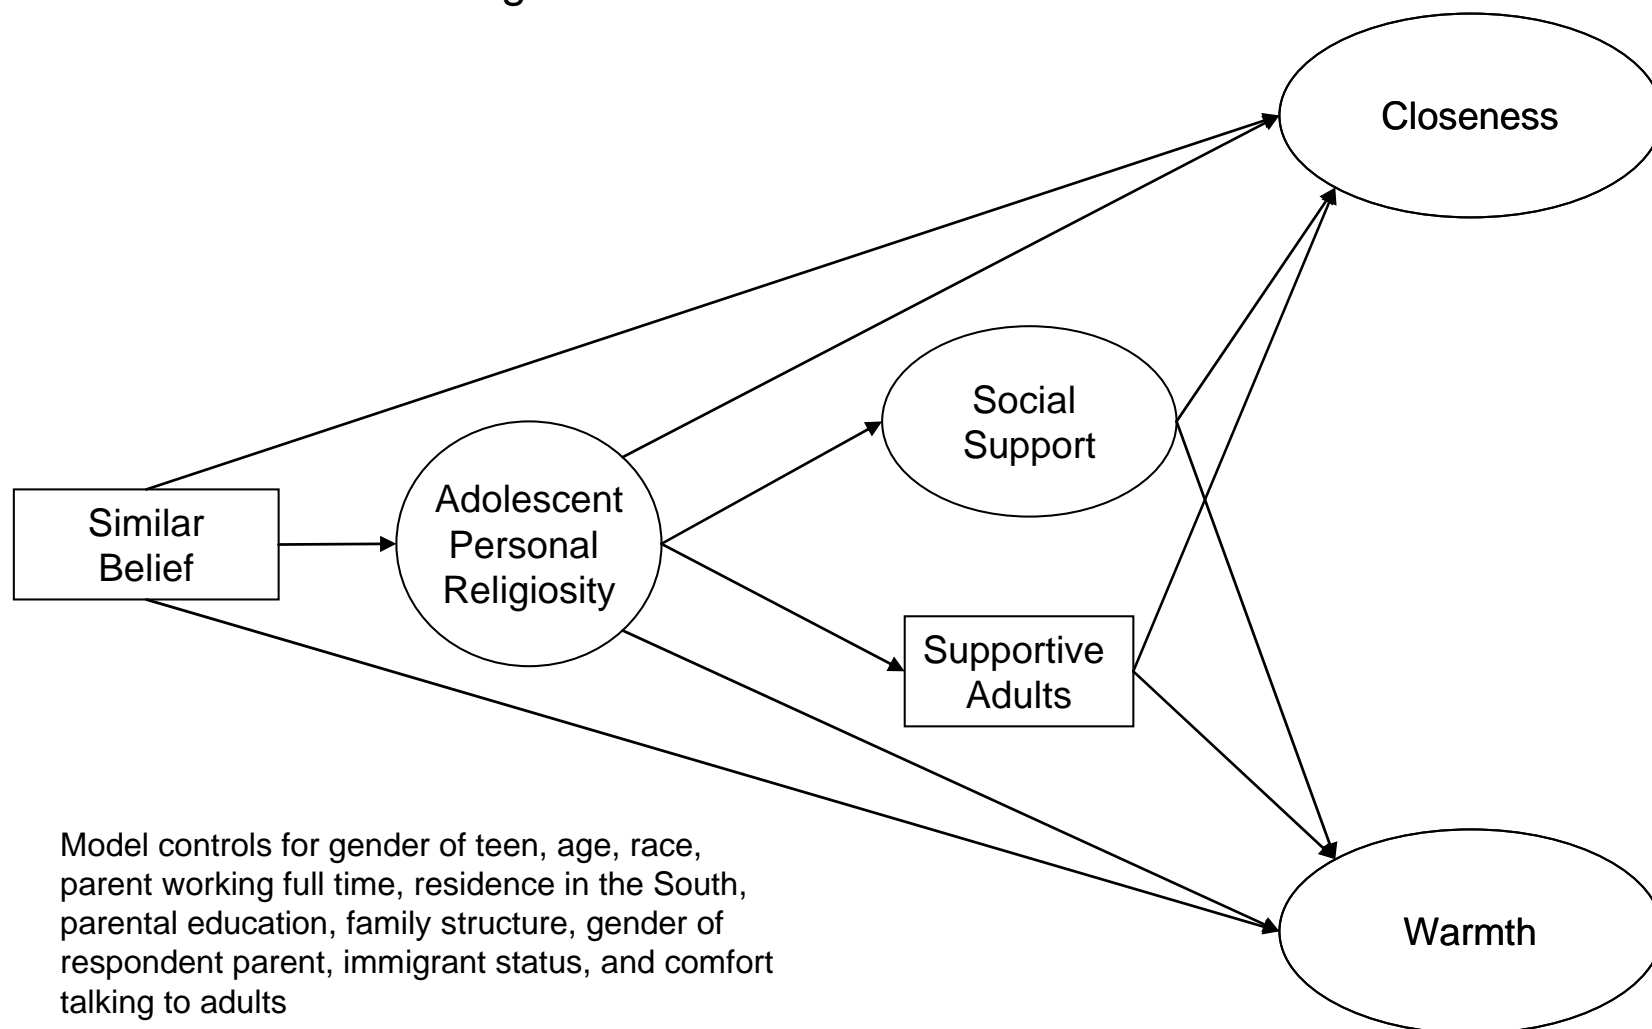 Closeness
Social
Support
Similar
Belief
Adolescent
Personal
Religiosity
Supportive
Adults
Model controls for gender of teen, age, race,
parent working full time, residence in the South,
parental education, family structure, gender of
respondent parent, immigrant status, and comfort
talking to adults
Warmth